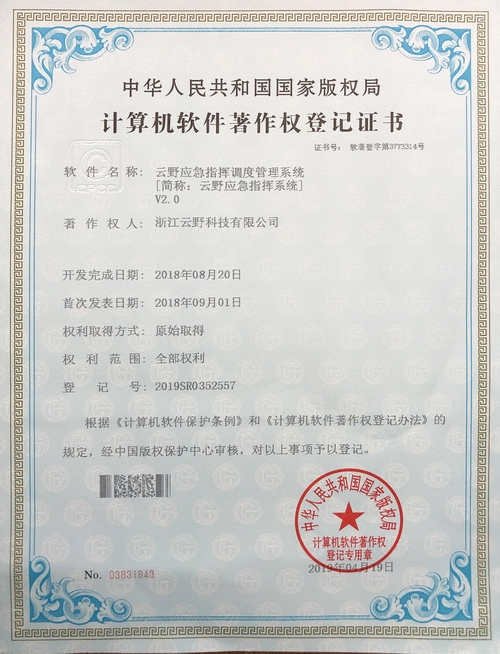 中华人民共和国国家版权局
计算机软件著作权登记证书
证书号： 软著登字第3773314号
软件名称： 云野应急指挥调度管理系统
[简称：云野应急指挥系统]
V2.0
著作权人： 浙江云野科技有限公司
开发完成日期： 2018年08月20日
首次发表日期： 2018年09月01日
权利取得方式： 原始取得
权利范围： 全部权利
登记号： 2019SR0352557
根据《计算机软件保护条例》和《计算机软件著作权登记办法》的
规定，经中国版权保护中心审核，对以上事项予以登记。
中华人民共和国国家版权局
计算机软件著作权
登记专用章
2019年04月19日
No. 03831843
CPCC